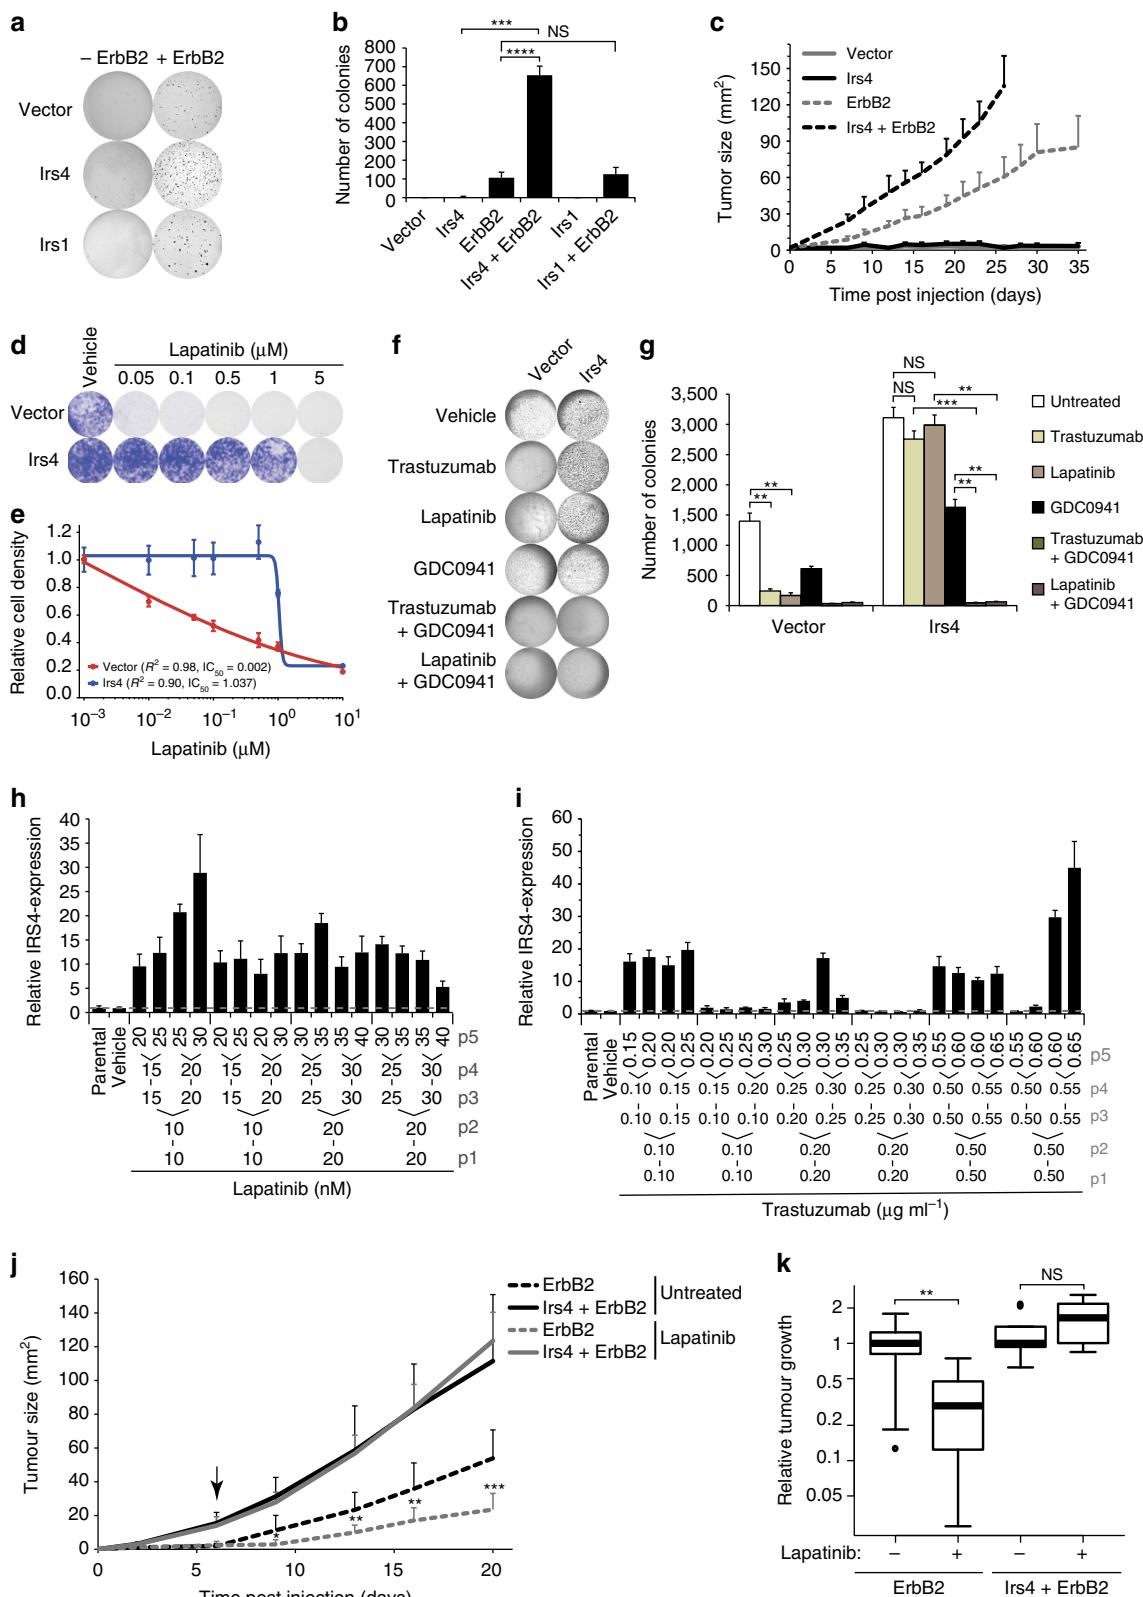 a
– ErbB2 + ErbB2
Vector
Irs4
Irs1
b
***
NS
****
800
700
600
500
400
300
200
100
0
Number of colonies
Vector
Irs4
ErbB2
Irs4 + ErbB2
Irs1
Irs1 + ErbB2
c
Vector
Irs4
ErbB2
Irs4 + ErbB2
150
120
90
60
30
0
Tumor size (mm²)
0 5 10 15 20 25 30 35
Time post injection (days)
d
Vehicle
Lapatinib (μM)
0.05 0.1 0.5 1 5
Vector
Irs4
e
1.2
1.0
0.8
0.6
0.4
0.2
0.0
Relative cell density
Vector (R² = 0.98, IC₅₀ = 0.002)
Irs4 (R² = 0.90, IC₅₀ = 1.037)
10⁻³ 10⁻² 10⁻¹ 10⁰ 10¹
Lapatinib (μM)
f
Vector Irs4
Vehicle
Trastuzumab
Lapatinib
GDC0941
Trastuzumab
+ GDC0941
Lapatinib
+ GDC0941
g
NS
NS
**
***
**
**
**
**
3,500
3,000
2,500
2,000
1,500
1,000
500
0
Number of colonies
Vector Irs4
Untreated
Trastuzumab
Lapatinib
GDC0941
Trastuzumab
+ GDC0941
Lapatinib
+ GDC0941
h
40
35
30
25
20
15
10
5
0
Relative IRS4-expression
Parental
Vehicle
20 25 25 30 20 25 20 30 30 35 35 40 30 35 35 40 p5
15 20 15 20 25 30 25 30 p4
15 20 15 20 25 30 25 30 p3
10 10 20 20 p2
10 10 20 20 p1
Lapatinib (nM)
i
60
50
40
30
20
10
0
Relative IRS4-expression
Parental
Vehicle
0.15 0.20 0.20 0.25 0.20 0.25 0.25 0.30 0.25 0.30 0.30 0.35 0.25 0.30 0.30 0.35 0.55 0.60 0.60 0.65 0.55 0.60 0.60 0.65 p5
0.10 0.15 0.15 0.20 0.25 0.30 0.25 0.30 0.50 0.55 0.50 0.55 p4
0.10 0.15 0.10 0.10 0.25 0.30 0.25 0.30 0.50 0.55 0.50 0.55 p3
0.10 0.10 0.20 0.20 0.50 0.50 p2
0.10 0.10 0.20 0.20 0.50 0.50 p1
Trastuzumab (μg ml⁻¹)
j
160
140
120
100
80
60
40
20
0
Tumour size (mm²)
ErbB2
Irs4 + ErbB2
Untreated
ErbB2
Irs4 + ErbB2
Lapatinib
*
**
**
***
0 5 10 15 20
Time post injection (days)
k
**
NS
2
1
0.5
0.2
0.1
0.05
Relative tumour growth
Lapatinib: – + – +
ErbB2 Irs4 + ErbB2